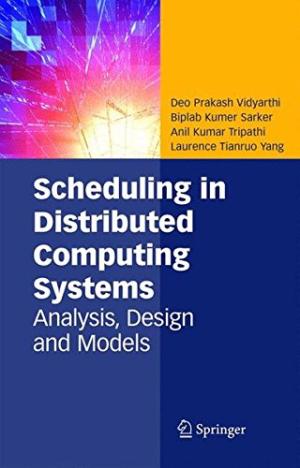 Deo Prakash Vidyarthi
Biplab Kumer Sarker
Anil Kumar Tripathi
Laurence Tianruo Yang
Scheduling in
Distributed
Computing
Systems
Analysis, Design
and Models
Springer